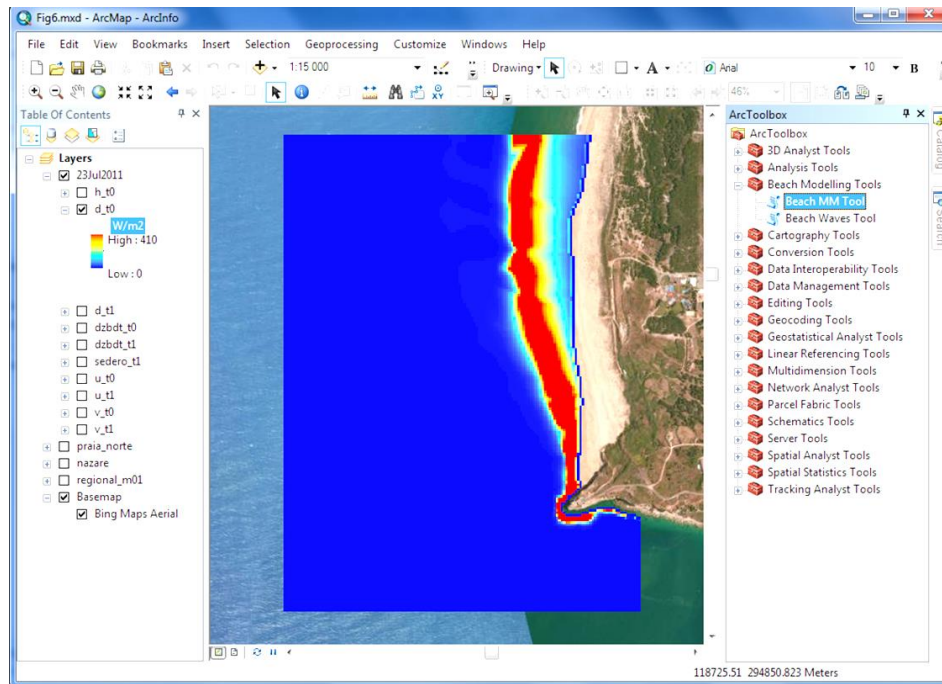 Fig6.mxd - ArcMap - ArcInfo
File Edit View Bookmarks Insert Selection Geoprocessing Customize Windows Help
1:15 000 Drawing A Arial 10 B
46%
Table Of Contents
Layers
23Jul2011
h_t0
d_t0
W/m2
High : 410
Low : 0
d_t1
dzbdt_t0
dzbdt_t1
sedero_t1
u_t0
u_t1
v_t0
v_t1
praia_norte
nazare
regional_m01
Basemap
Bing Maps Aerial
ArcToolbox
ArcToolbox
3D Analyst Tools
Analysis Tools
Beach Modelling Tools
Beach MM Tool
Beach Waves Tool
Cartography Tools
Conversion Tools
Data Interoperability Tools
Data Management Tools
Editing Tools
Geocoding Tools
Geostatistical Analyst Tools
Linear Referencing Tools
Multidimension Tools
Network Analyst Tools
Parcel Fabric Tools
Schematics Tools
Server Tools
Spatial Analyst Tools
Spatial Statistics Tools
Tracking Analyst Tools
Catalog
Search
118725.51 294850.823 Meters